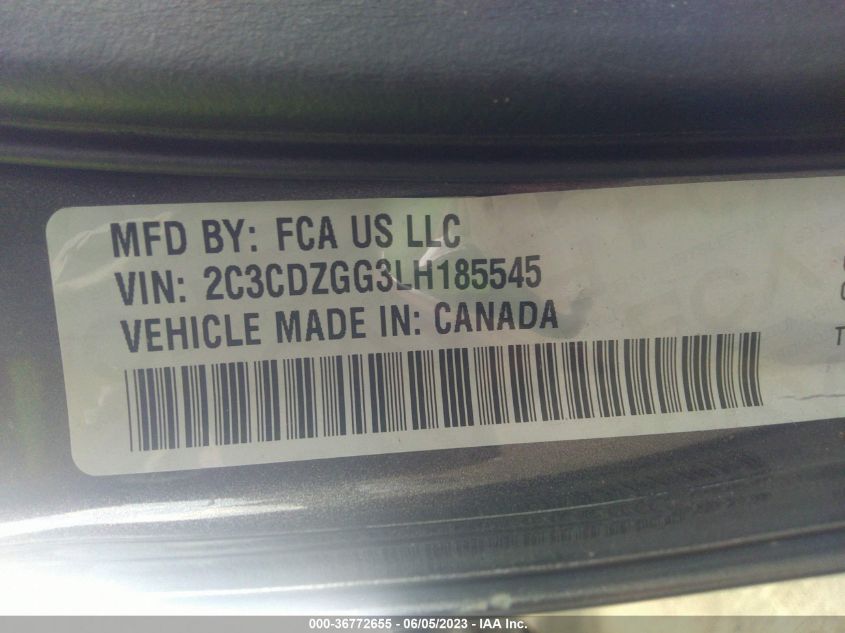 MFD BY: FCA US LLC
VIN: 2C3CDZGG3LH185545
VEHICLE MADE IN: CANADA
T
000-36772655 - 06/05/2023 - IAA Inc.